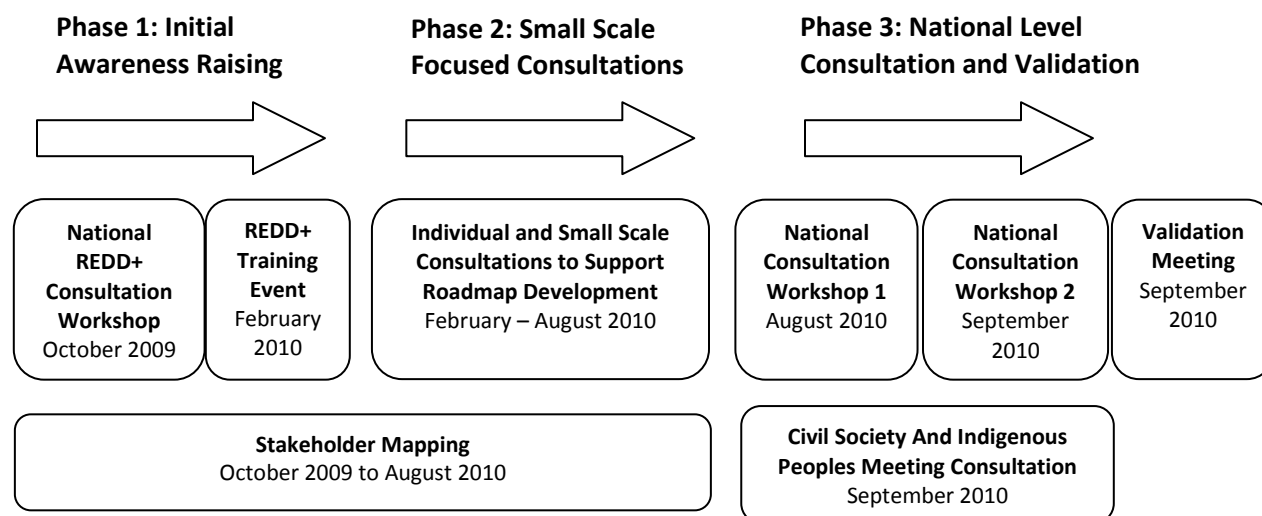 Phase 1: Initial
Awareness Raising
Phase 2: Small Scale
Focused Consultations
Phase 3: National Level
Consultation and Validation
National
REDD+
Consultation
Workshop
October 2009
REDD+
Training
Event
February
2010
Individual and Small Scale
Consultations to Support
Roadmap Development
February – August 2010
National
Consultation
Workshop 1
August 2010
National
Consultation
Workshop 2
September
2010
Validation
Meeting
September
2010
Stakeholder Mapping
October 2009 to August 2010
Civil Society And Indigenous
Peoples Meeting Consultation
September 2010